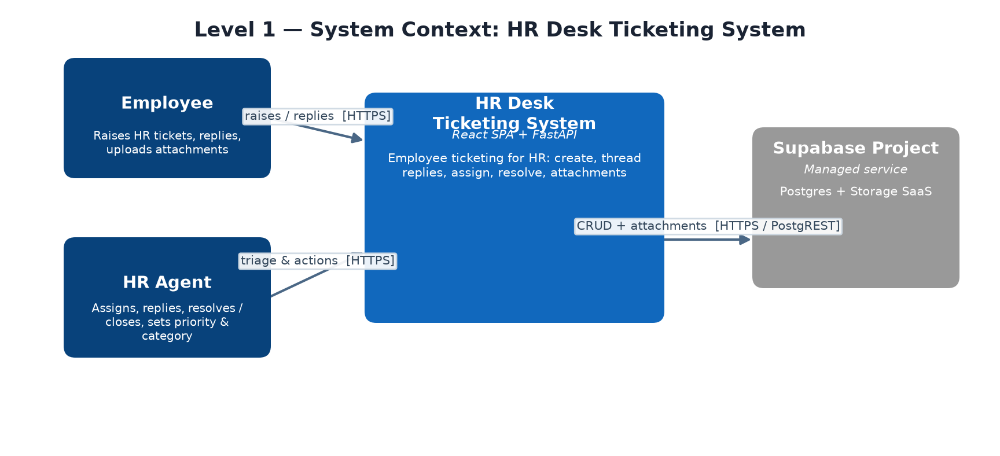 Level 1 — System Context: HR Desk Ticketing System
Employee
Raises HR tickets, replies,
uploads attachments
raises / replies  [HTTPS]
HR Desk
Ticketing System
React SPA + FastAPI
Employee ticketing for HR: create, thread
replies, assign, resolve, attachments
Supabase Project
Managed service
Postgres + Storage SaaS
CRUD + attachments  [HTTPS / PostgREST]
triage & actions  [HTTPS]
HR Agent
Assigns, replies, resolves /
closes, sets priority &
category